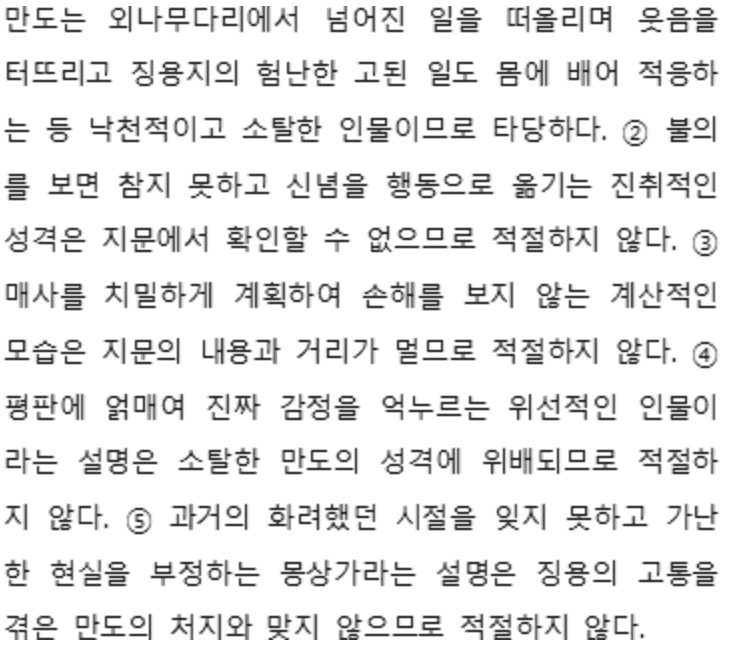 만도는 외나무다리에서 넘어진 일을 떠올리며 웃음을
터뜨리고 징용지의 험난한 고된 일도 몸에 배어 적응하
는 등 낙천적이고 소탈한 인물이므로 타당하다. ② 불의
를 보면 참지 못하고 신념을 행동으로 옮기는 진취적인
성격은 지문에서 확인할 수 없으므로 적절하지 않다. ③
매사를 치밀하게 계획하여 손해를 보지 않는 계산적인
모습은 지문의 내용과 거리가 멀므로 적절하지 않다. ④
평판에 얽매여 진짜 감정을 억누르는 위선적인 인물이
라는 설명은 소탈한 만도의 성격에 위배되므로 적절하
지 않다. ⑤ 과거의 화려했던 시절을 잊지 못하고 가난
한 현실을 부정하는 몽상가라는 설명은 징용의 고통을
겪은 만도의 처지와 맞지 않으므로 적절하지 않다.